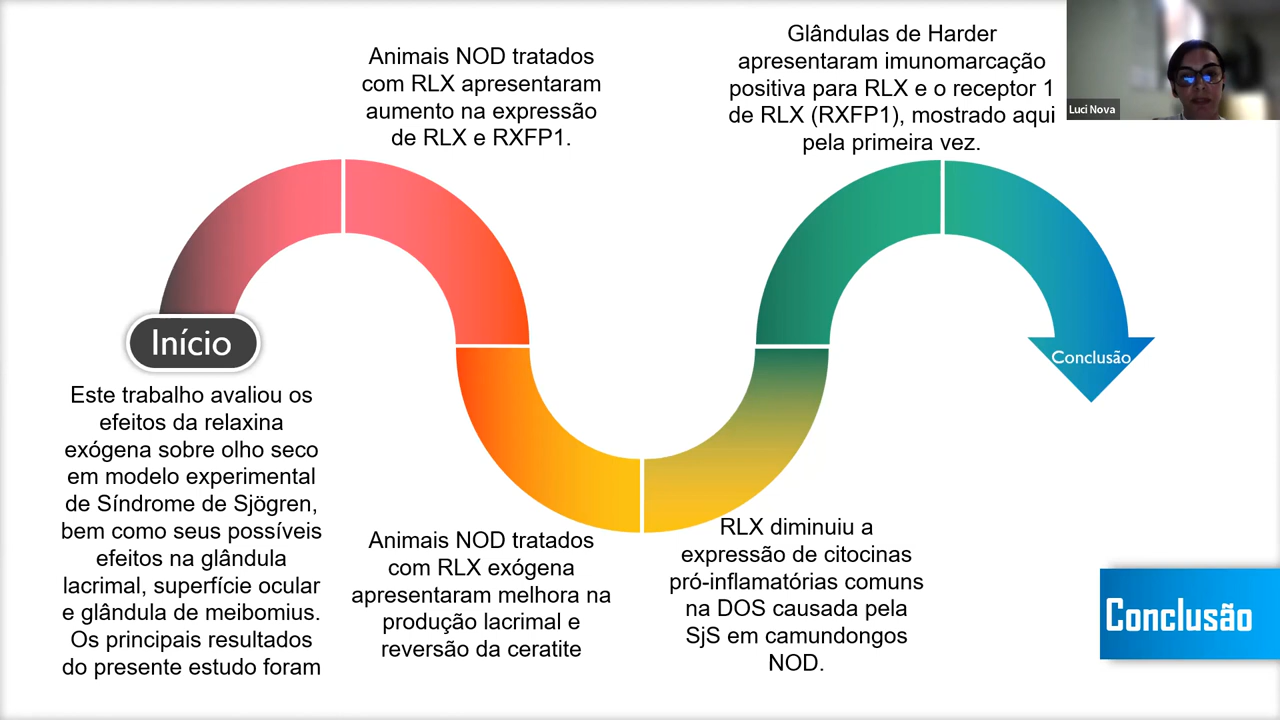 Início
Este trabalho avaliou os
efeitos da relaxina
exógena sobre olho seco
em modelo experimental
de Síndrome de Sjögren,
bem como seus possíveis
efeitos na glândula
lacrimal, superfície ocular
e glândula de meibomius.
Os principais resultados
do presente estudo foram
Animais NOD tratados
com RLX apresentaram
aumento na expressão
de RLX e RXFP1.
Animais NOD tratados
com RLX exógena
apresentaram melhora na
produção lacrimal e
reversão da ceratite
RLX diminuiu a
expressão de citocinas
pró-inflamatórias comuns
na DOS causada pela
SjS em camundongos
NOD.
Glândulas de Harder
apresentaram imunomarcação
positiva para RLX e o receptor 1
de RLX (RXFP1), mostrado aqui
pela primeira vez.
Luci Nova
Conclusão
Conclusão